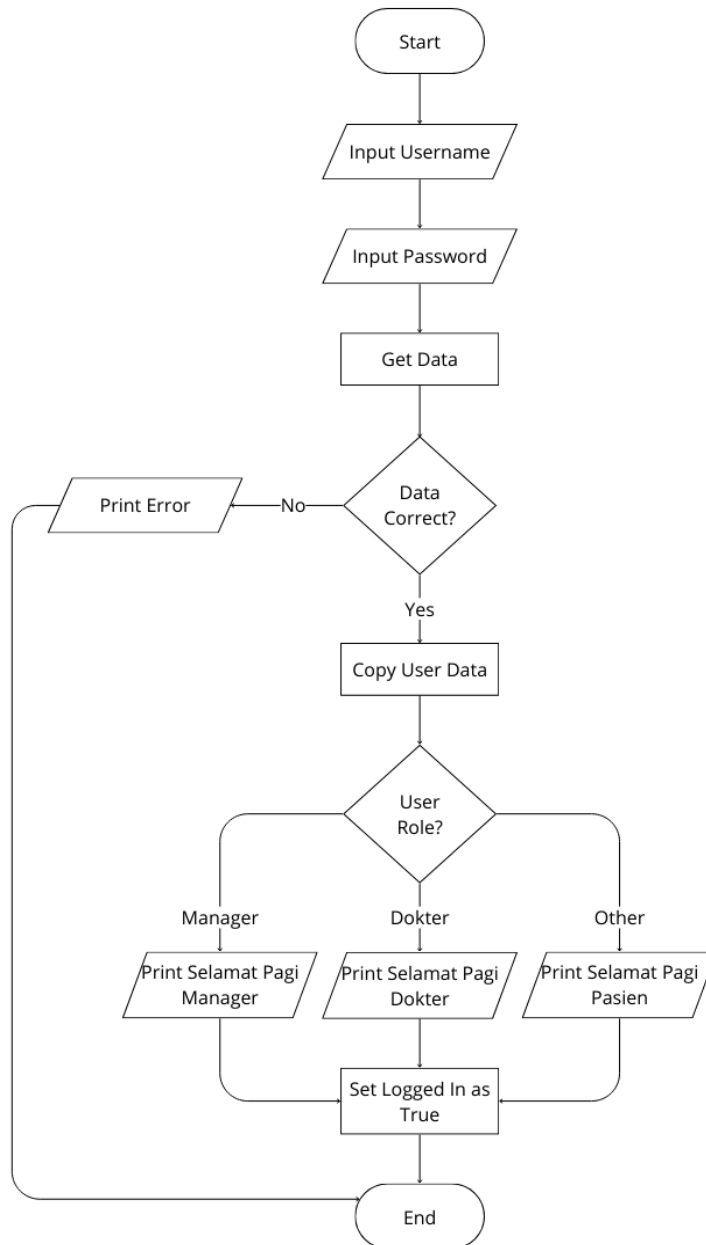 Start
Input Username
Input Password
Get Data
Data
Correct?
No
Print Error
Yes
Copy User Data
User
Role?
Manager
Dokter
Other
Print Selamat Pagi
Manager
Print Selamat Pagi
Dokter
Print Selamat Pagi
Pasien
Set Logged In as
True
End